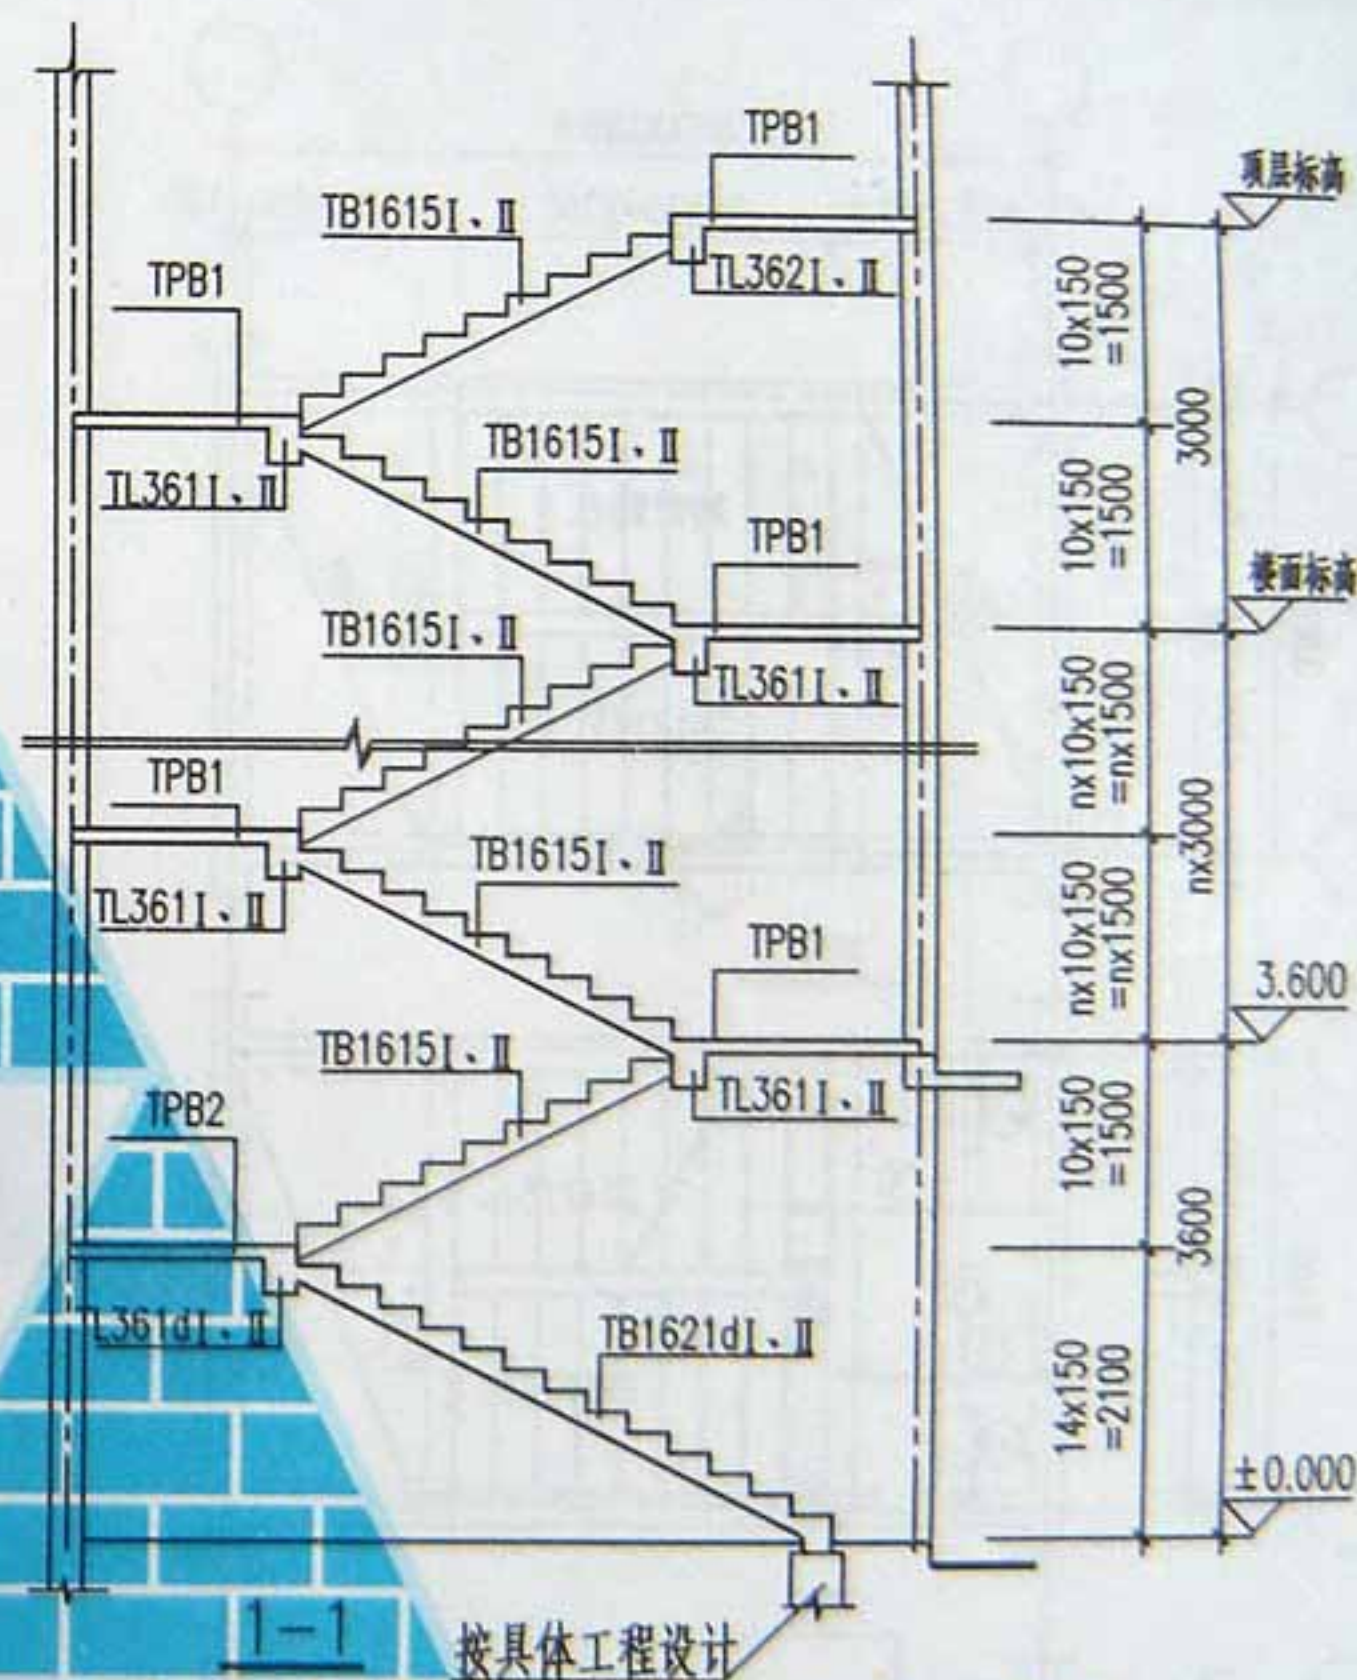 TPB1
顶层标高
TB1615Ⅰ、Ⅱ
TL362Ⅰ、Ⅱ
TPB1
10x150
=1500
3000
TB1615Ⅰ、Ⅱ
TL361Ⅰ、Ⅱ
10x150
=1500
TPB1
楼面标高
TB1615Ⅰ、Ⅱ
TL361Ⅰ、Ⅱ
nx10x150
=nx1500
TPB1
nx3000
TB1615Ⅰ、Ⅱ
TL361Ⅰ、Ⅱ
nx10x150
=nx1500
TPB1
3.600
TB1615Ⅰ、Ⅱ
TL361Ⅰ、Ⅱ
TPB2
10x150
=1500
3600
L361dⅠ、Ⅱ
TB1621dⅠ、Ⅱ
14x150
=2100
±0.000
1-1
按具体工程设计